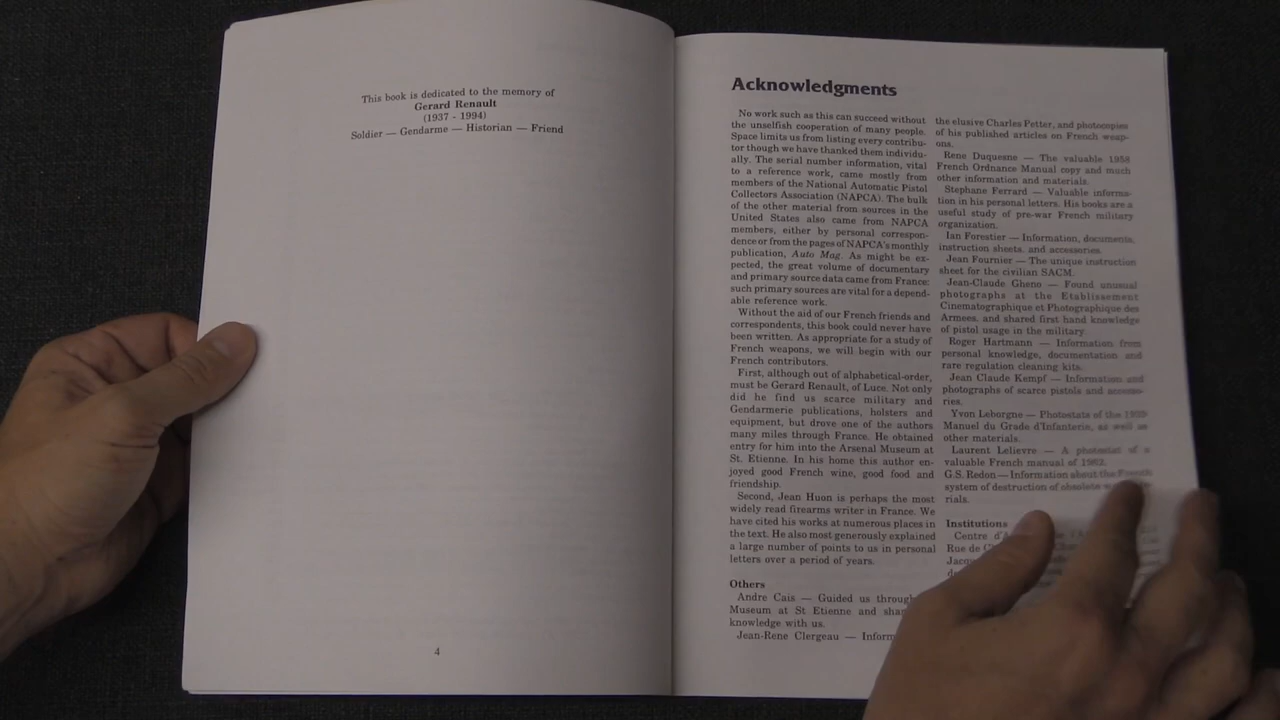 This book is dedicated to the memory of
Gerard Renault
(1937 - 1994)
Soldier — Gendarme — Historian — Friend
4
Acknowledgments
No work such as this can succeed without
the unselfish cooperation of many people.
Space limits us from listing every contribu-
tor though we have thanked them individu-
ally. The serial number information, vital
to a reference work, came mostly from
members of the National Automatic Pistol
Collectors Association (NAPCA). The bulk
of the other material from sources in the
United States also came from NAPCA
members, either by personal correspon-
dence or from the pages of NAPCA's monthly
publication, Auto Mag. As might be ex-
pected, the great volume of documentary
and primary source data came from France:
such primary sources are vital for a depend-
able reference work.
Without the aid of our French friends and
correspondents, this book could never have
been written. As appropriate for a study of
French weapons, we will begin with our
French contributors.
First, although out of alphabetical-order,
must be Gerard Renault, of Luce. Not only
did he find us scarce military and
Gendarmerie publications, holsters and
equipment, but drove one of the authors
many miles through France. He obtained
entry for him into the Arsenal Museum at
St. Etienne. In his home this author en-
joyed good French wine, good food and
friendship.
Second, Jean Huon is perhaps the most
widely read firearms writer in France. We
have cited his works at numerous places in
the text. He also most generously explained
a large number of points to us in personal
letters over a period of years.
Others
Andre Cais — Guided us through
Museum at St Etienne and
knowledge with us.
Jean-Rene Clergeau —
the elusive Charles Petter, and photocopies
of his published articles on French weap-
ons.
Rene Duquesne — The valuable 1958
French Ordnance Manual copy and much
other information and materials.
Stephane Ferrard — Valuable informa-
tion in his personal letters. His books are a
useful study of pre-war French military
organization.
Ian Forestier — Information, documents,
instruction sheets, and accessories.
Jean Fournier — The unique instruction
sheet for the civilian SACM.
Jean-Claude Gheno — Found unusual
photographs at the Etablissement
Cinematographique et Photographique des
Armees, and shared first hand knowledge
of pistol usage in the military.
Roger Hartmann — Information from
personal knowledge, documentation and
rare regulation cleaning kits.
Jean Claude Kempf — Information and
photographs of scarce pistols and accesso-
ries.
Yvon Leborgne — Photostats of the
Manuel du Grade d'Infanterie, as well as
other materials.
Laurent Lelievre — A photostat of a
valuable French manual of
G.S. Redon — Information about the French
system of destruction of obsolete
rials.
Institutions
Centre
Rue de